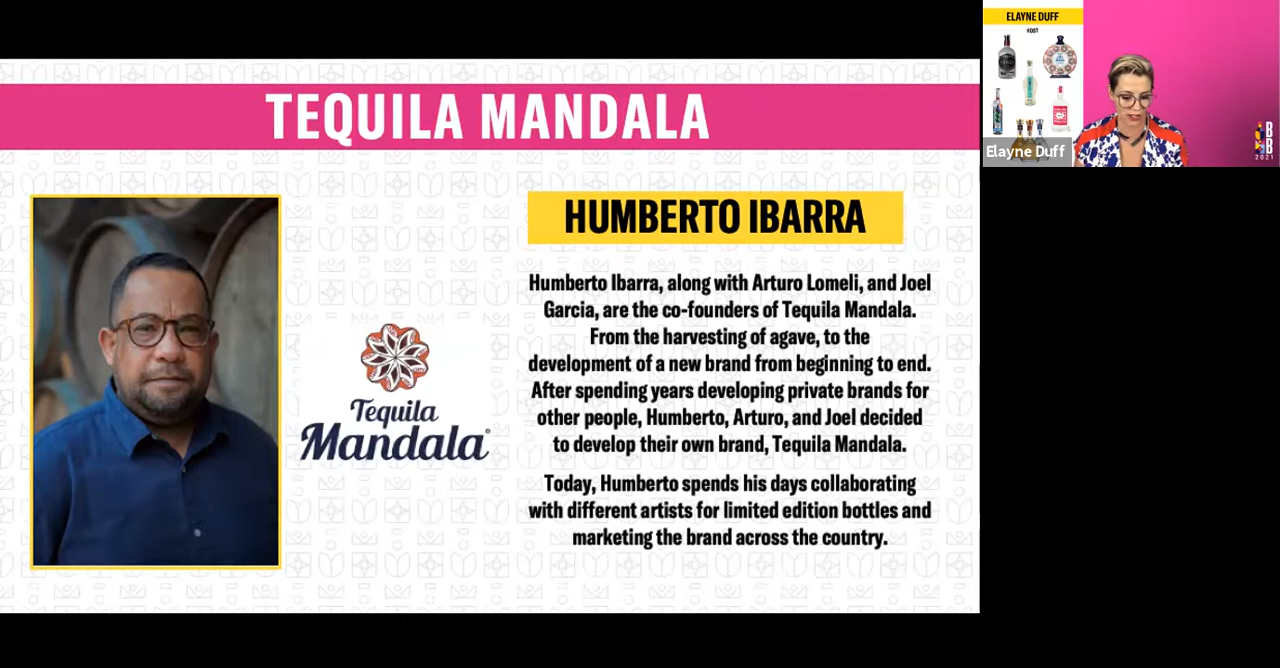 TEQUILA MANDALA
HUMBERTO IBARRA
Humberto Ibarra, along with Arturo Lomeli, and Joel
Garcia, are the co-founders of Tequila Mandala.
From the harvesting of agave, to the
development of a new brand from beginning to end.
After spending years developing private brands for
other people, Humberto, Arturo, and Joel decided
to develop their own brand, Tequila Mandala.
Today, Humberto spends his days collaborating
with different artists for limited edition bottles and
marketing the brand across the country.
Tequila
Mandala
ELAYNE DUFF
HOST
Elayne Duff
B
B
2021